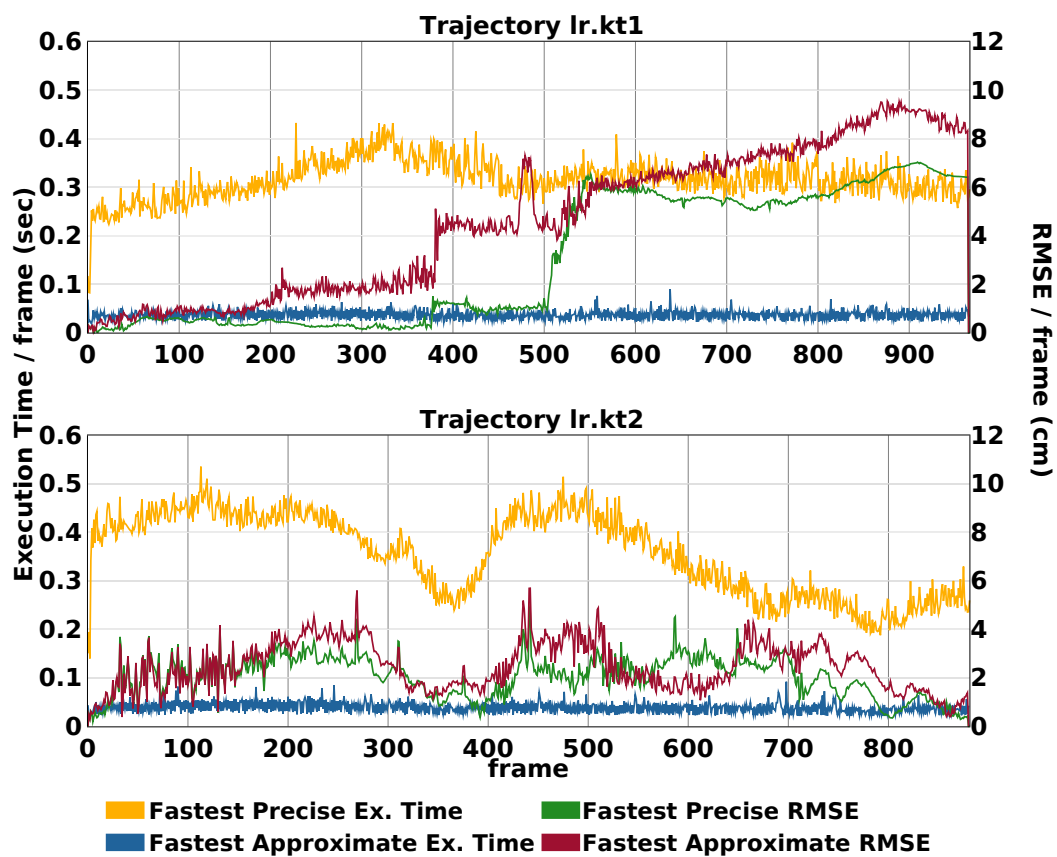 Trajectory lr.kt1
0.6
0.5
0.4
0.3
0.2
0.1
0
12
10
8
6
4
2
0
0 100 200 300 400 500 600 700 800 900
Execution Time / frame (sec)
RMSE / frame (cm)
Trajectory lr.kt2
0.6
0.5
0.4
0.3
0.2
0.1
0
12
10
8
6
4
2
0
0 100 200 300 400 500 600 700 800
frame
Fastest Precise Ex. Time
Fastest Precise RMSE
Fastest Approximate Ex. Time
Fastest Approximate RMSE